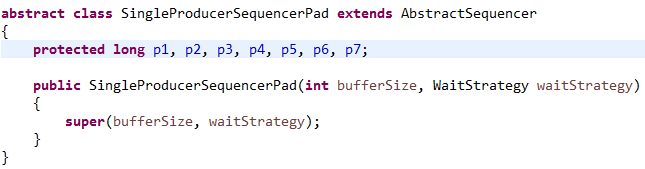 abstract class SingleProducerSequencerPad extends AbstractSequencer
{
    protected long p1, p2, p3, p4, p5, p6, p7;

    public SingleProducerSequencerPad(int bufferSize, WaitStrategy waitStrategy)
    {
        super(bufferSize, waitStrategy);
    }
}